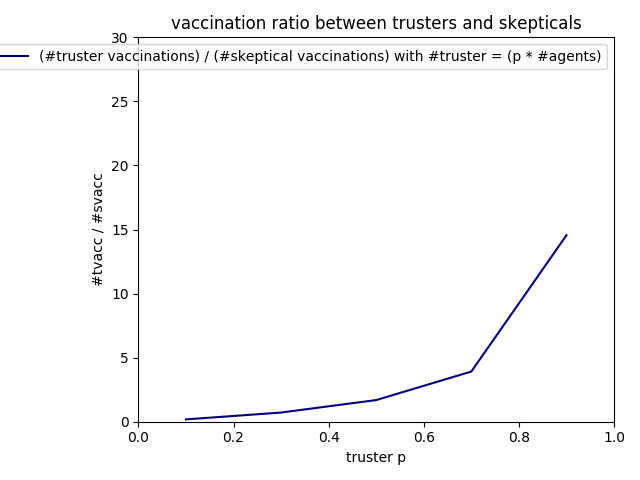 vaccination ratio between trusters and skepticals
(#truster vaccinations) / (#skeptical vaccinations) with #truster = (p * #agents)
30
25
20
15
10
5
0
#tvacc / #svacc
0.0 0.2 0.4 0.6 0.8 1.0
truster p